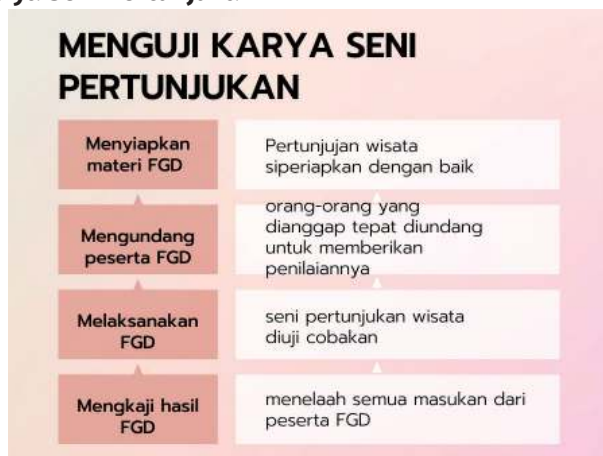 MENGUJI KARYA SENI
PERTUNJUKAN
Menyiapkan
materi FGD
Pertunjujan wisata
siperiapkan dengan baik
Mengundang
peserta FGD
orang-orang yang
dianggap tepat diundang
untuk memberikan
penilaiannya
Melaksanakan
FGD
seni pertunjukan wisata
diuji cobakan
Mengkaji hasil
FGD
menelaah semua masukan dari
peserta FGD